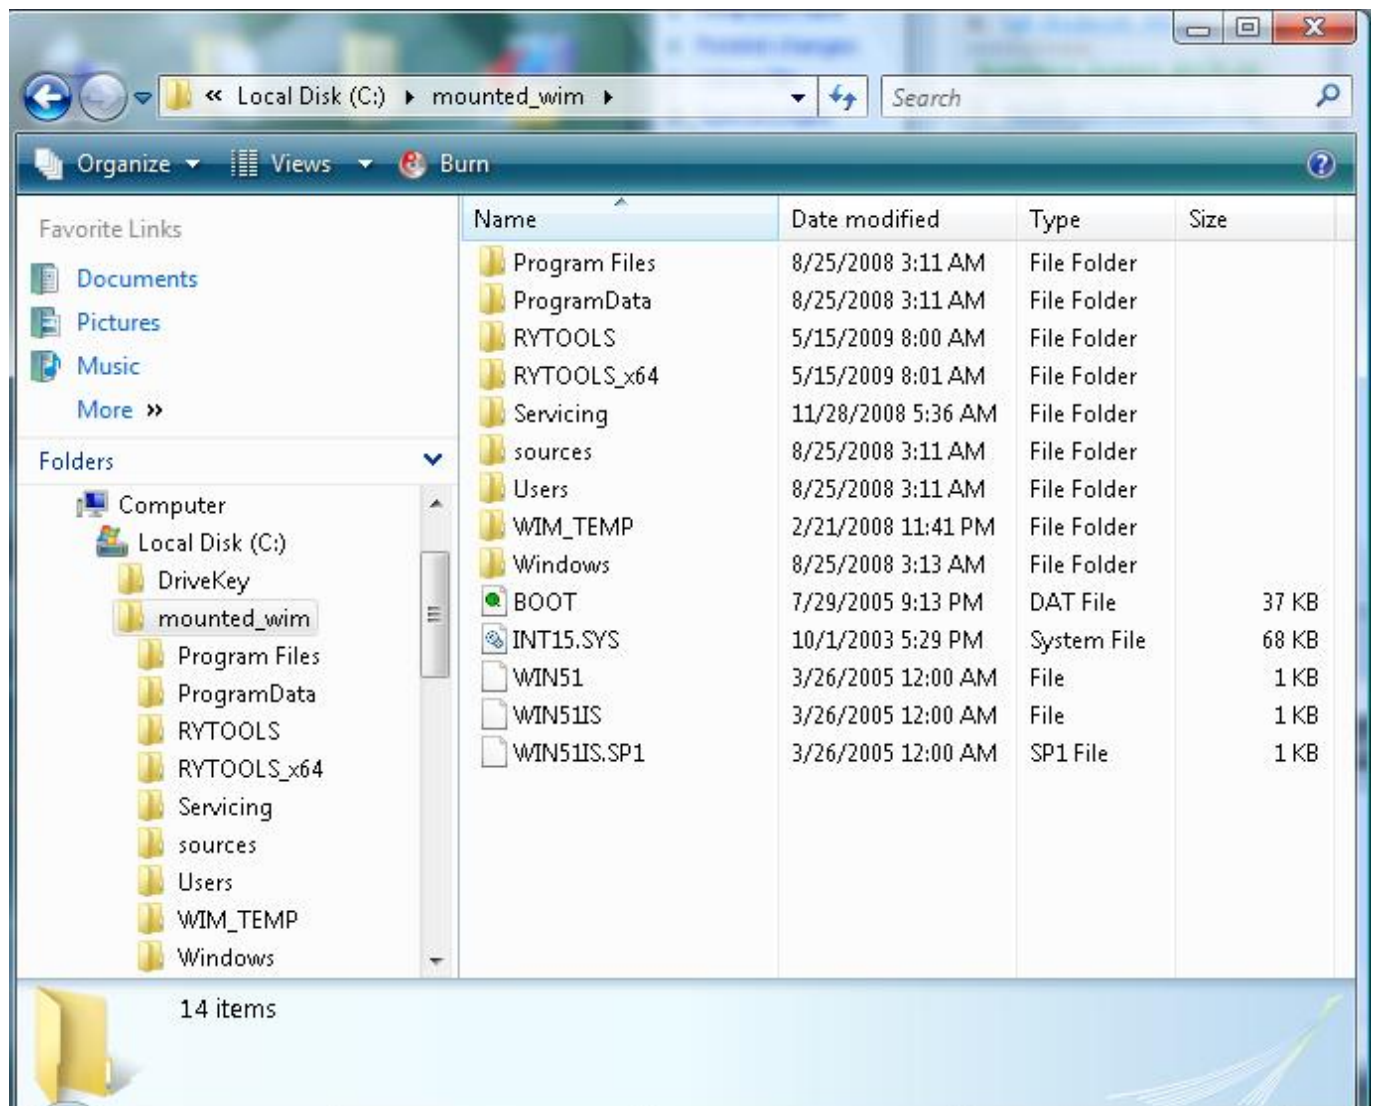 « Local Disk (C:) ▸ mounted_wim ▸ Search
Organize Views Burn
Favorite Links
Documents
Pictures
Music
More »
Folders
Computer
Local Disk (C:)
DriveKey
mounted_wim
Program Files
ProgramData
RYTOOLS
RYTOOLS_x64
Servicing
sources
Users
WIM_TEMP
Windows
Name Date modified Type Size
Program Files 8/25/2008 3:11 AM File Folder
ProgramData 8/25/2008 3:11 AM File Folder
RYTOOLS 5/15/2009 8:00 AM File Folder
RYTOOLS_x64 5/15/2009 8:01 AM File Folder
Servicing 11/28/2008 5:36 AM File Folder
sources 8/25/2008 3:11 AM File Folder
Users 8/25/2008 3:11 AM File Folder
WIM_TEMP 2/21/2008 11:41 PM File Folder
Windows 8/25/2008 3:13 AM File Folder
BOOT 7/29/2005 9:13 PM DAT File 37 KB
INT15.SYS 10/1/2003 5:29 PM System File 68 KB
WIN51 3/26/2005 12:00 AM File 1 KB
WIN51IS 3/26/2005 12:00 AM File 1 KB
WIN51IS.SP1 3/26/2005 12:00 AM SP1 File 1 KB
14 items